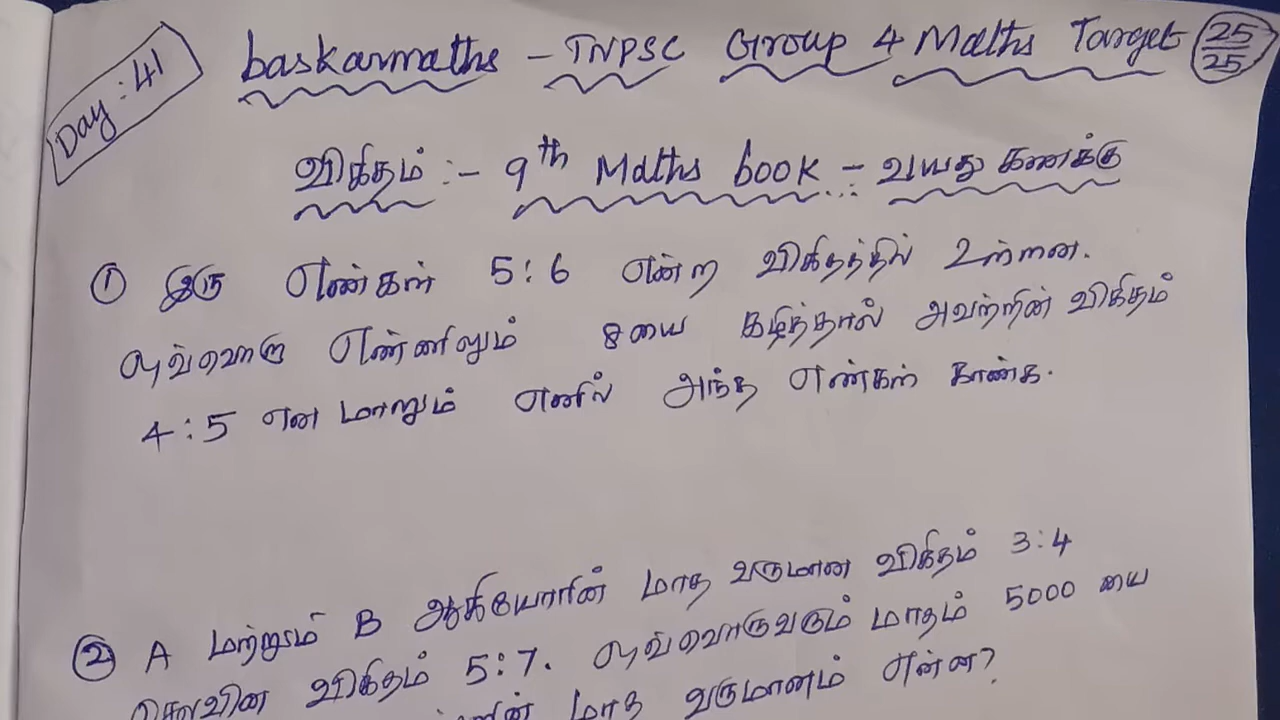 Day : 41
baskarmaths - TNPSC Group 4 Maths Target 25/25
விகிதம் :- 9th Maths book - வயது கணக்கு
① இரு எண்கள் 5:6 என்ற விகிதத்தில் உள்ளன.
ஒவ்வொரு எண்ணிலும் 8யை கழித்தால் அவற்றின் விகிதம்
4:5 என மாறும் எனில் அந்த எண்கள் காண்க.
② A மற்றும் B ஆகியோரின் மாத வருமான விகிதம் 3:4
செலவின விகிதம் 5:7. ஒவ்வொருவரும் மாதம் 5000 யை
மாத வருமானம் என்ன?